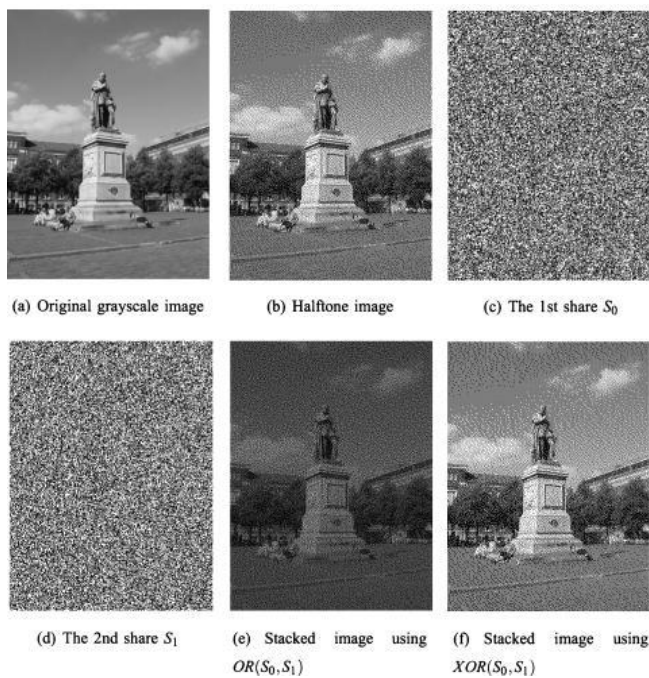 (a) Original grayscale image
(b) Halftone image
(c) The 1st share S₀
(d) The 2nd share S₁
(e) Stacked image using
OR(S₀,S₁)
(f) Stacked image using
XOR(S₀,S₁)